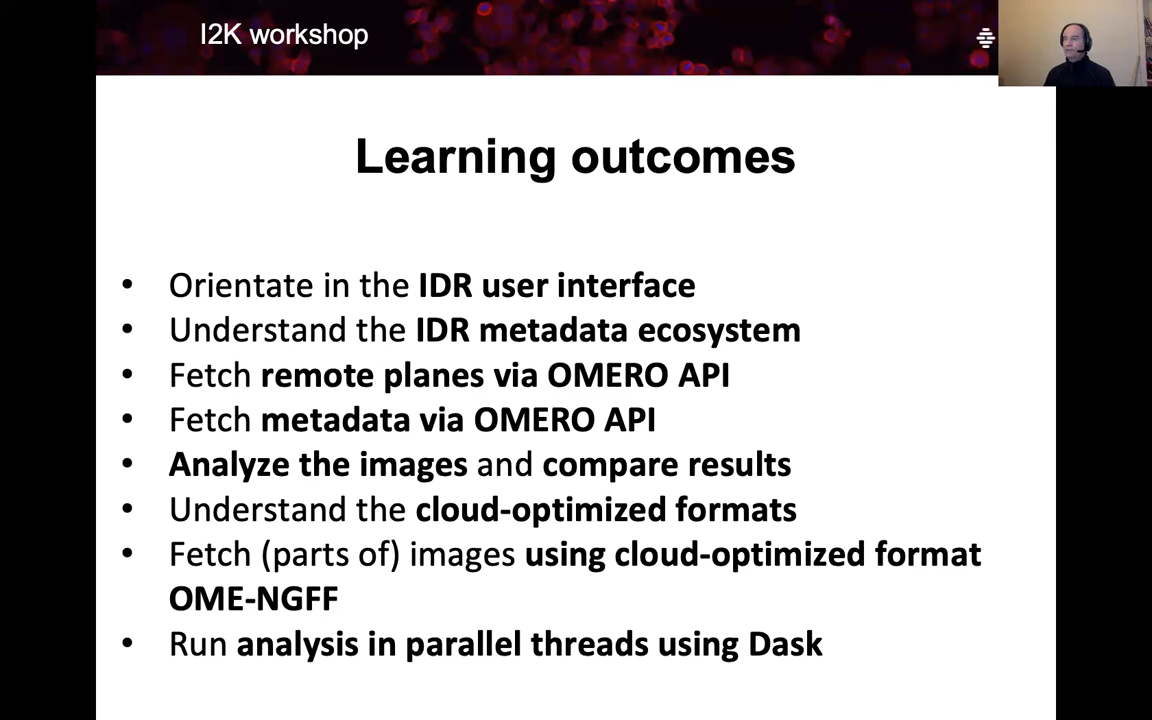 I2K workshop
Learning outcomes
• Orientate in the IDR user interface
• Understand the IDR metadata ecosystem
• Fetch remote planes via OMERO API
• Fetch metadata via OMERO API
• Analyze the images and compare results
• Understand the cloud-optimized formats
• Fetch (parts of) images using cloud-optimized format
OME-NGFF
• Run analysis in parallel threads using Dask